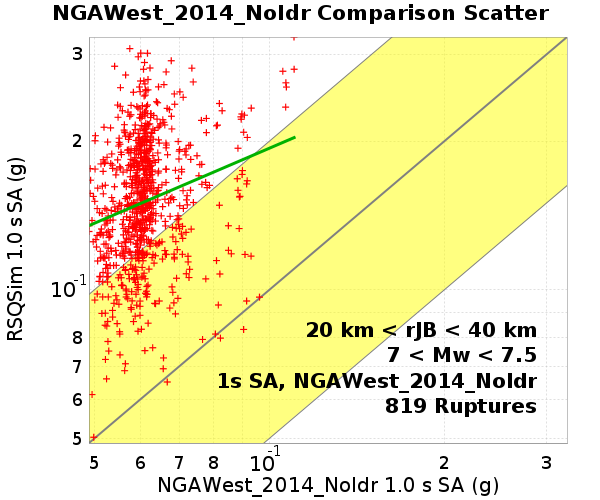 NGAWest_2014_NoIdr Comparison Scatter
RSQSim 1.0 s SA (g)
3
2
10⁻¹
8
7
6
5
20 km < rJB < 40 km
7 < Mw < 7.5
1s SA, NGAWest_2014_NoIdr
819 Ruptures
5 6 7 8 10⁻¹ 2 3
NGAWest_2014_NoIdr 1.0 s SA (g)